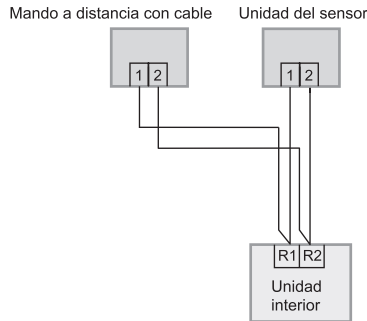 Mando a distancia con cable
Unidad del sensor
1 2
1 2
R1 R2
Unidad
interior